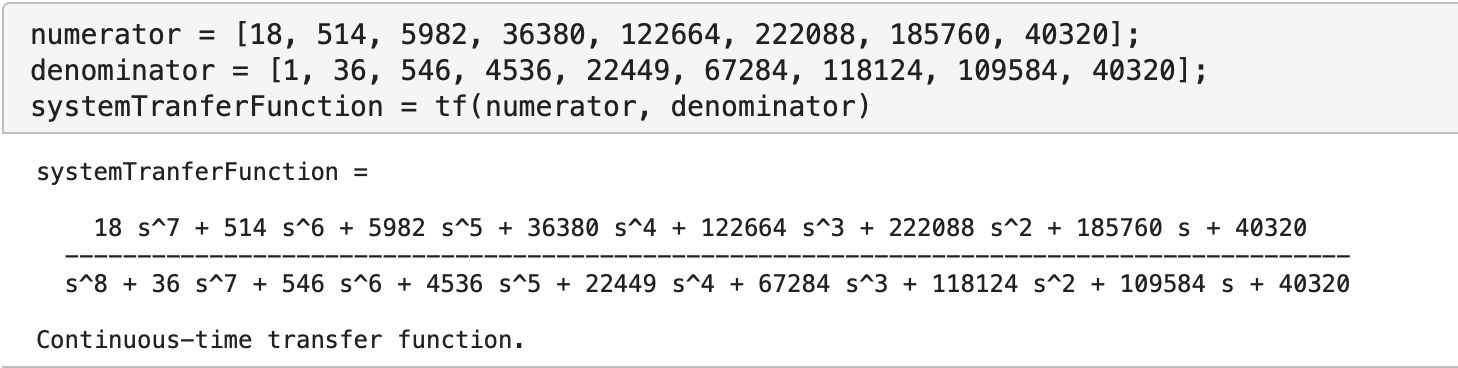 numerator = [18, 514, 5982, 36380, 122664, 222088, 185760, 40320];
denominator = [1, 36, 546, 4536, 22449, 67284, 118124, 109584, 40320];
systemTranferFunction = tf(numerator, denominator)
systemTranferFunction =
18 s^7 + 514 s^6 + 5982 s^5 + 36380 s^4 + 122664 s^3 + 222088 s^2 + 185760 s + 40320
----------------------------------------------------------------------------------------
s^8 + 36 s^7 + 546 s^6 + 4536 s^5 + 22449 s^4 + 67284 s^3 + 118124 s^2 + 109584 s + 40320
Continuous-time transfer function.